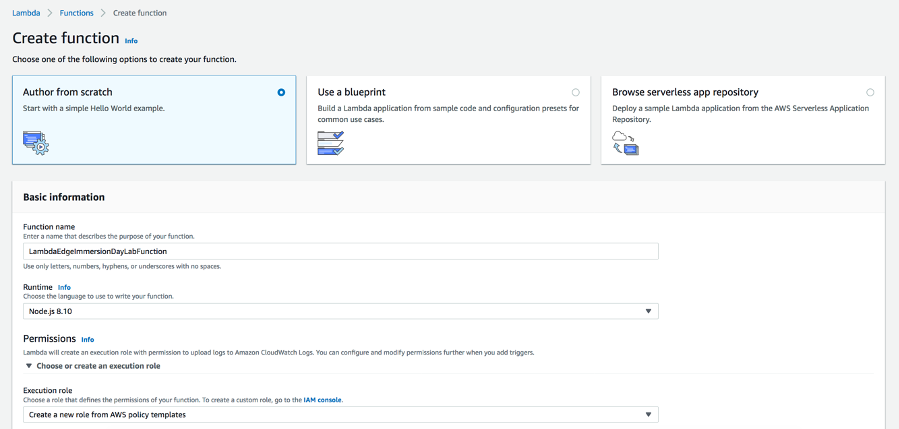 Lambda > Functions > Create function
Create function Info
Choose one of the following options to create your function.
Author from scratch
Start with a simple Hello World example.
Use a blueprint
Build a Lambda application from sample code and configuration presets for
common use cases.
Browse serverless app repository
Deploy a sample Lambda application from the AWS Serverless Application
Repository.
Basic information
Function name
Enter a name that describes the purpose of your function.
LambdaEdgeImmersionDayLabFunction
Use only letters, numbers, hyphens, or underscores with no spaces.
Runtime Info
Choose the language to use to write your function.
Node.js 8.10
Permissions Info
Lambda will create an execution role with permission to upload logs to Amazon CloudWatch Logs. You can configure and modify permissions further when you add triggers.
Choose or create an execution role
Execution role
Choose a role that defines the permissions of your function. To create a custom role, go to the IAM console.
Create a new role from AWS policy templates